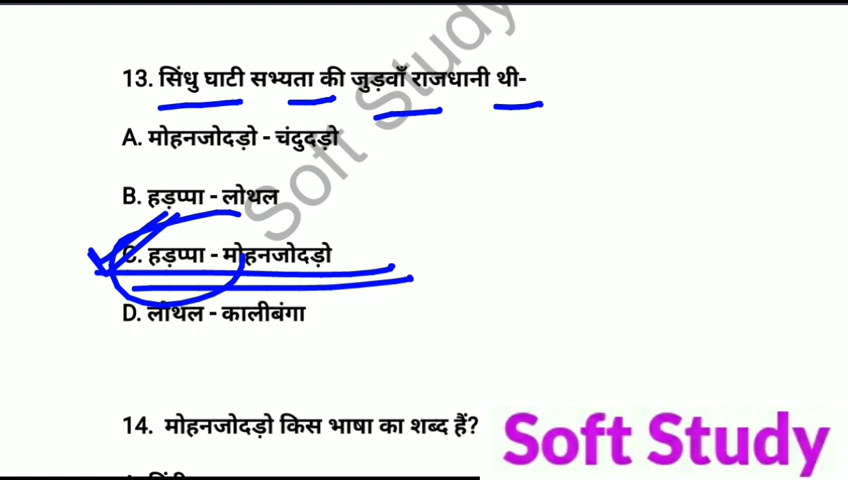 13. सिंधु घाटी सभ्यता की जुड़वाँ राजधानी थी-
A. मोहनजोदड़ो - चंदुदड़ो
B. हड़प्पा - लोथल
C. हड़प्पा - मोहनजोदड़ो
D. लोथल - कालीबंगा
14. मोहनजोदड़ो किस भाषा का शब्द हैं?
Soft Study
Soft Study